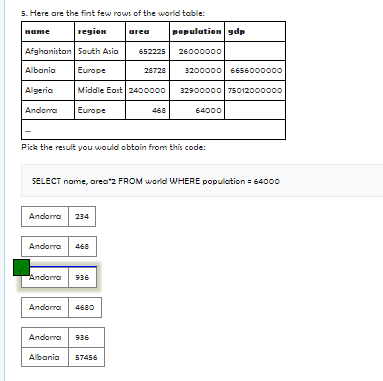 5. Here are the first few rows of the world table:
name region area population gdp
Afghanistan South Asia 652225 26000000
Albania Europe 28728 3200000 6656000000
Algeria Middle East 2400000 32900000 75012000000
Andorra Europe 468 64000
...
Pick the result you would obtain from this code:
SELECT name, area*2 FROM world WHERE population = 64000
Andorra 234
Andorra 468
Andorra 936
Andorra 4680
Andorra 936
Albania 57456